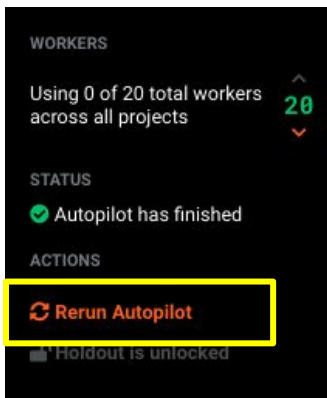 WORKERS
Using 0 of 20 total workers
across all projects
20
STATUS
Autopilot has finished
ACTIONS
Rerun Autopilot
Holdout is unlocked